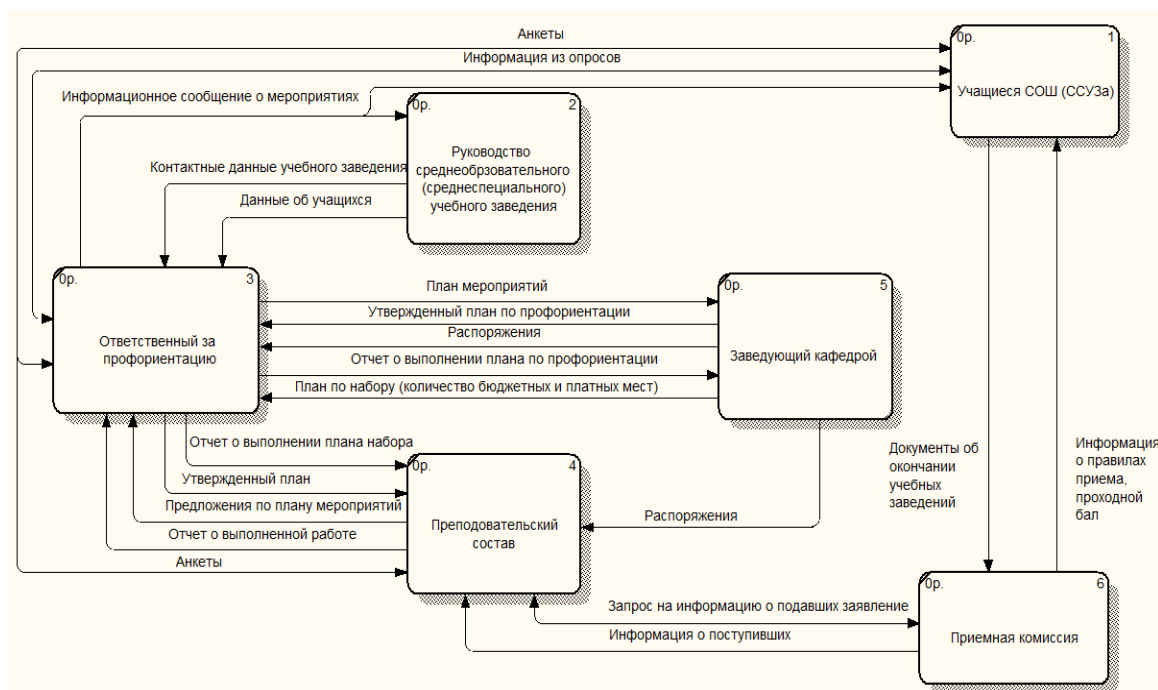 Анкеты
Информация из опросов
Информационное сообщение о мероприятиях
0р. 1
Учащиеся СОШ (ССУЗа)
0р. 2
Руководство
среднеобрзовательного
(среднеспециального)
учебного заведения
Контактные данные учебного заведения
Данные об учащихся
0р. 3
Ответственный за
профориентацию
План мероприятий
Утвержденный план по профориентации
Распоряжения
Отчет о выполнении плана по профориентации
План по набору (количество бюджетных и платных мест)
0р. 5
Заведующий кафедрой
Отчет о выполнении плана набора
Утвержденный план
Предложения по плану мероприятий
Отчет о выполненной работе
Анкеты
0р. 4
Преподовательский
состав
Распоряжения
Документы об
окончании
учебных
заведений
Информация
о правилах
приема,
проходной
бал
Запрос на информацию о подавших заявление
Информация о поступивших
0р. 6
Приемная комиссия